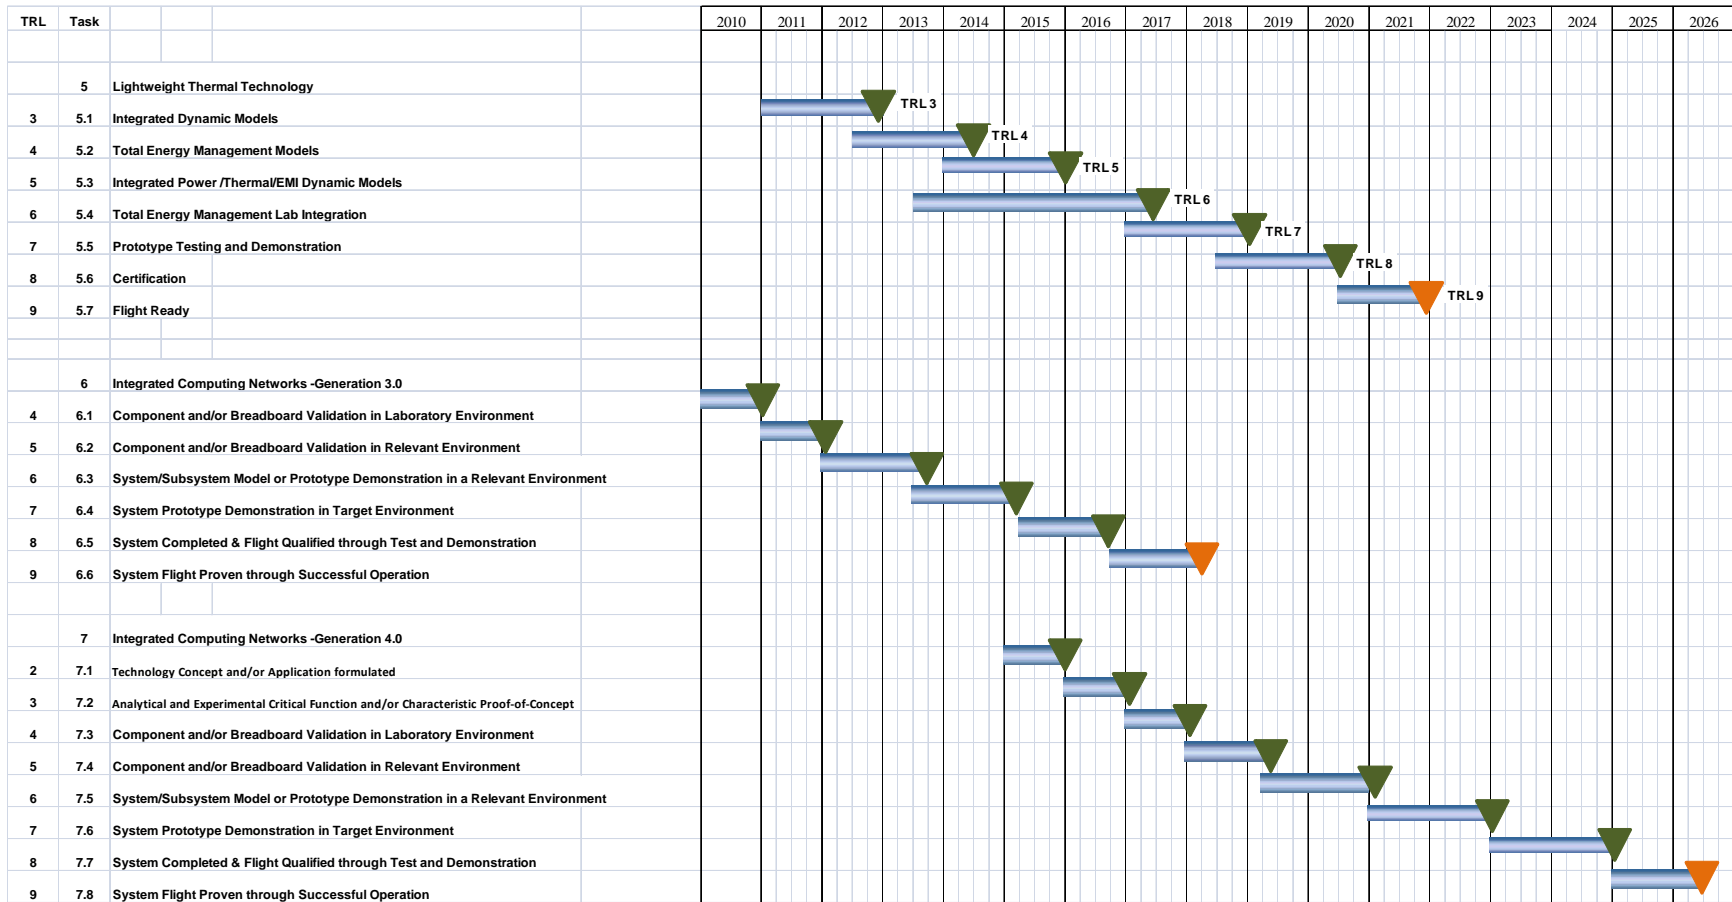 TRL Task 2010 2011 2012 2013 2014 2015 2016 2017 2018 2019 2020 2021 2022 2023 2024 2025 2026
5 Lightweight Thermal Technology
TRL 3
3 5.1 Integrated Dynamic Models
TRL 4
4 5.2 Total Energy Management Models
TRL 5
5 5.3 Integrated Power /Thermal/EMI Dynamic Models
TRL 6
6 5.4 Total Energy Management Lab Integration
TRL 7
7 5.5 Prototype Testing and Demonstration
TRL 8
8 5.6 Certification
TRL 9
9 5.7 Flight Ready
6 Integrated Computing Networks -Generation 3.0
4 6.1 Component and/or Breadboard Validation in Laboratory Environment
5 6.2 Component and/or Breadboard Validation in Relevant Environment
6 6.3 System/Subsystem Model or Prototype Demonstration in a Relevant Environment
7 6.4 System Prototype Demonstration in Target Environment
8 6.5 System Completed & Flight Qualified through Test and Demonstration
9 6.6 System Flight Proven through Successful Operation
7 Integrated Computing Networks -Generation 4.0
2 7.1 Technology Concept and/or Application formulated
3 7.2 Analytical and Experimental Critical Function and/or Characteristic Proof-of-Concept
4 7.3 Component and/or Breadboard Validation in Laboratory Environment
5 7.4 Component and/or Breadboard Validation in Relevant Environment
6 7.5 System/Subsystem Model or Prototype Demonstration in a Relevant Environment
7 7.6 System Prototype Demonstration in Target Environment
8 7.7 System Completed & Flight Qualified through Test and Demonstration
9 7.8 System Flight Proven through Successful Operation